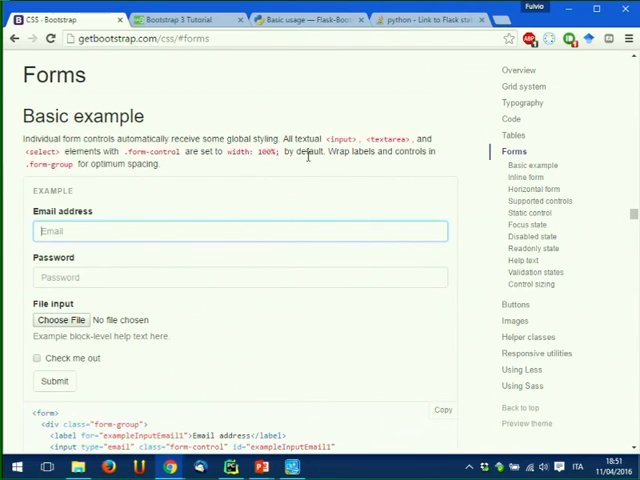 Fulvio
CSS · Bootstrap
Bootstrap 3 Tutorial
Basic usage — Flask-Boo
python - Link to Flask sta
getbootstrap.com/css/#forms
Forms
Basic example
Individual form controls automatically receive some global styling. All textual <input>, <textarea>, and
<select> elements with .form-control are set to width: 100%; by default. Wrap labels and controls in
.form-group for optimum spacing.
EXAMPLE
Email address
Email
Password
Password
File input
Choose File No file chosen
Example block-level help text here.
Check me out
Submit
Copy
<form>
<div class="form-group">
<label for="exampleInputEmail1">Email address</label>
<input type="email" class="form-control" id="exampleInputEmail1"
Overview
Grid system
Typography
Code
Tables
Forms
Basic example
Inline form
Horizontal form
Supported controls
Static control
Focus state
Disabled state
Readonly state
Help text
Validation states
Control sizing
Buttons
Images
Helper classes
Responsive utilities
Using Less
Using Sass
Back to top
Preview theme
ITA
18:51
11/04/2016